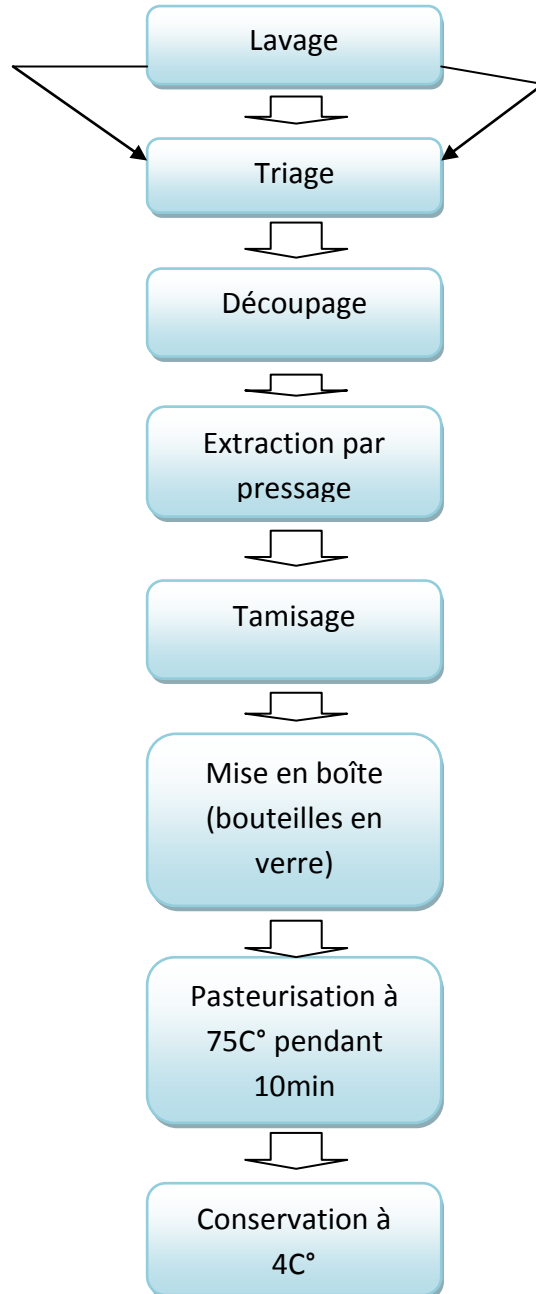 Lavage
Triage
Découpage
Extraction par
pressage
Tamisage
Mise en boîte
(bouteilles en
verre)
Pasteurisation à
75C° pendant
10min
Conservation à
4C°